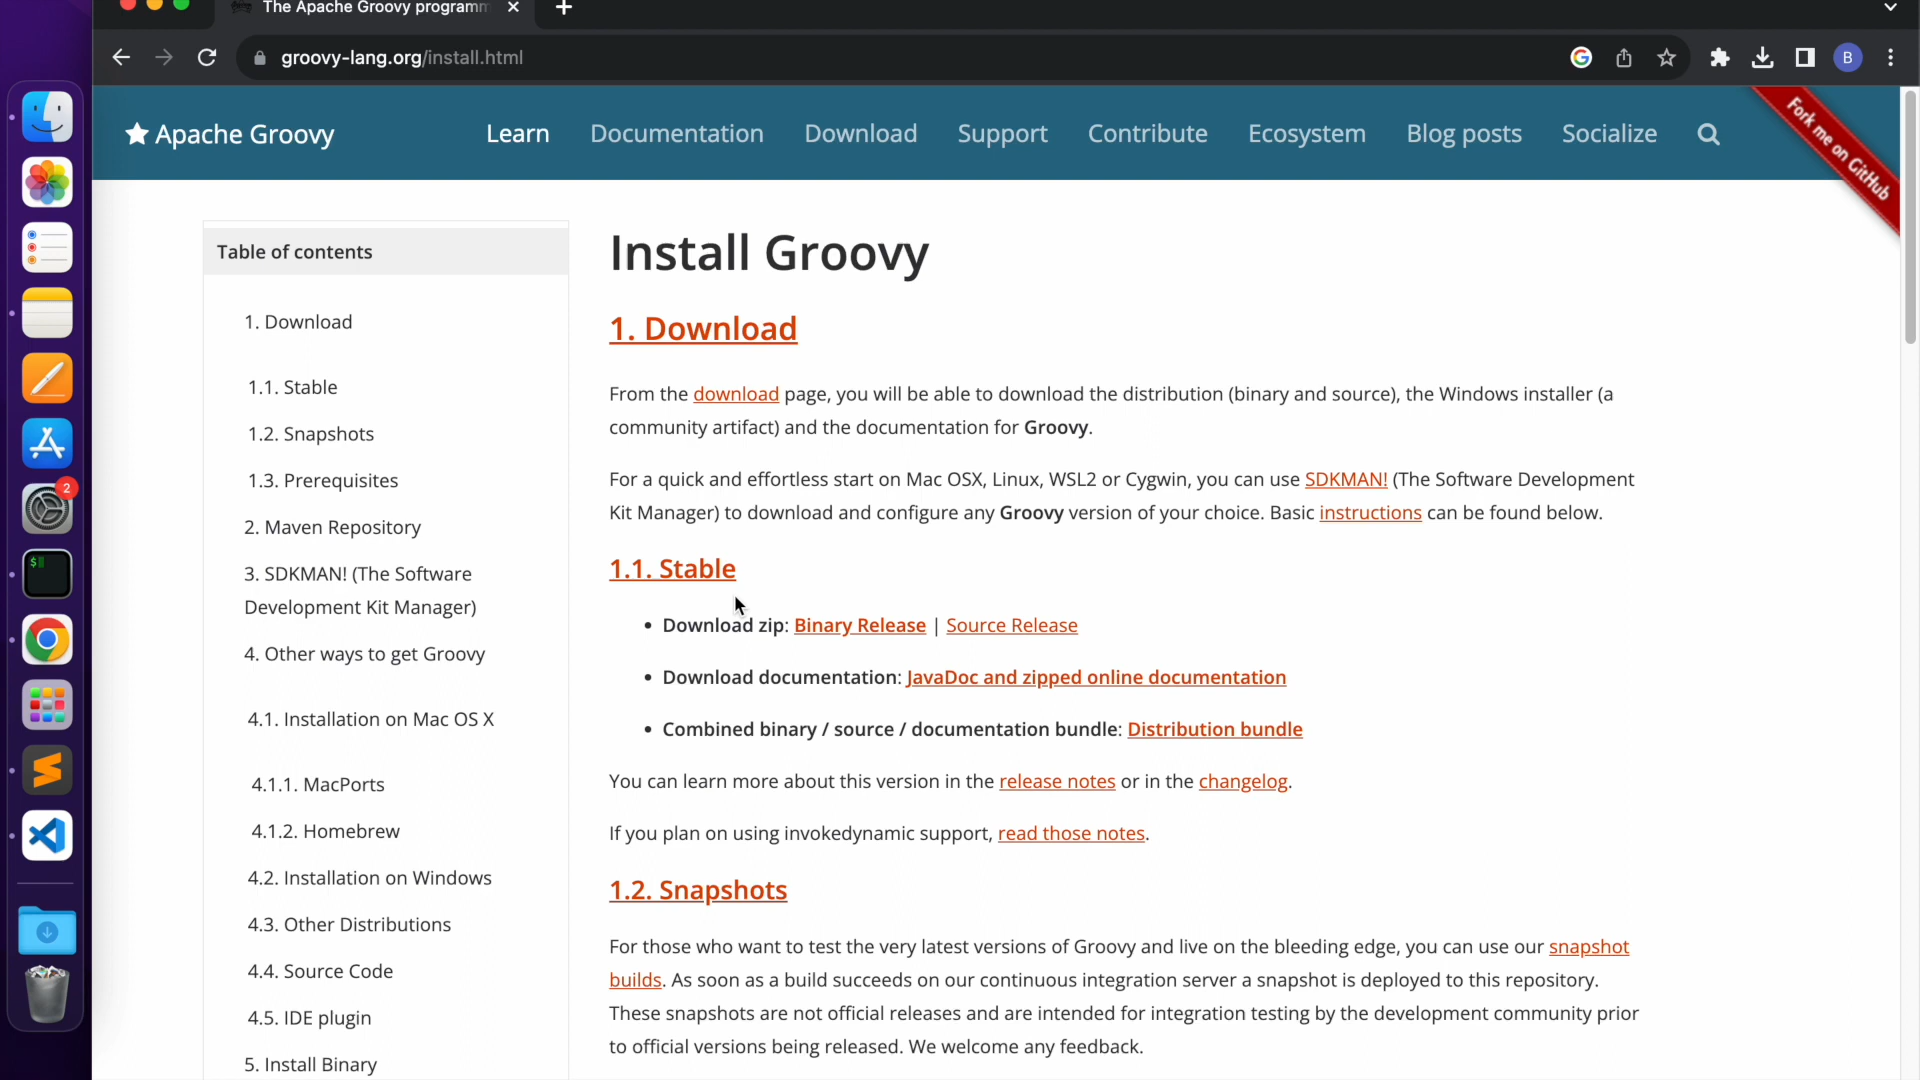 The Apache Groovy programm
groovy-lang.org/install.html
B
Apache Groovy
Learn
Documentation
Download
Support
Contribute
Ecosystem
Blog posts
Socialize
Fork me on GitHub
2
$
Table of contents
1. Download
1.1. Stable
1.2. Snapshots
1.3. Prerequisites
2. Maven Repository
3. SDKMAN! (The Software
Development Kit Manager)
4. Other ways to get Groovy
4.1. Installation on Mac OS X
4.1.1. MacPorts
4.1.2. Homebrew
4.2. Installation on Windows
4.3. Other Distributions
4.4. Source Code
4.5. IDE plugin
5. Install Binary
Install Groovy
1. Download
From the download page, you will be able to download the distribution (binary and source), the Windows installer (a
community artifact) and the documentation for Groovy.
For a quick and effortless start on Mac OSX, Linux, WSL2 or Cygwin, you can use SDKMAN! (The Software Development
Kit Manager) to download and configure any Groovy version of your choice. Basic instructions can be found below.
1.1. Stable
• Download zip: Binary Release | Source Release
• Download documentation: JavaDoc and zipped online documentation
• Combined binary / source / documentation bundle: Distribution bundle
You can learn more about this version in the release notes or in the changelog.
If you plan on using invokedynamic support, read those notes.
1.2. Snapshots
For those who want to test the very latest versions of Groovy and live on the bleeding edge, you can use our snapshot
builds. As soon as a build succeeds on our continuous integration server a snapshot is deployed to this repository.
These snapshots are not official releases and are intended for integration testing by the development community prior
to official versions being released. We welcome any feedback.